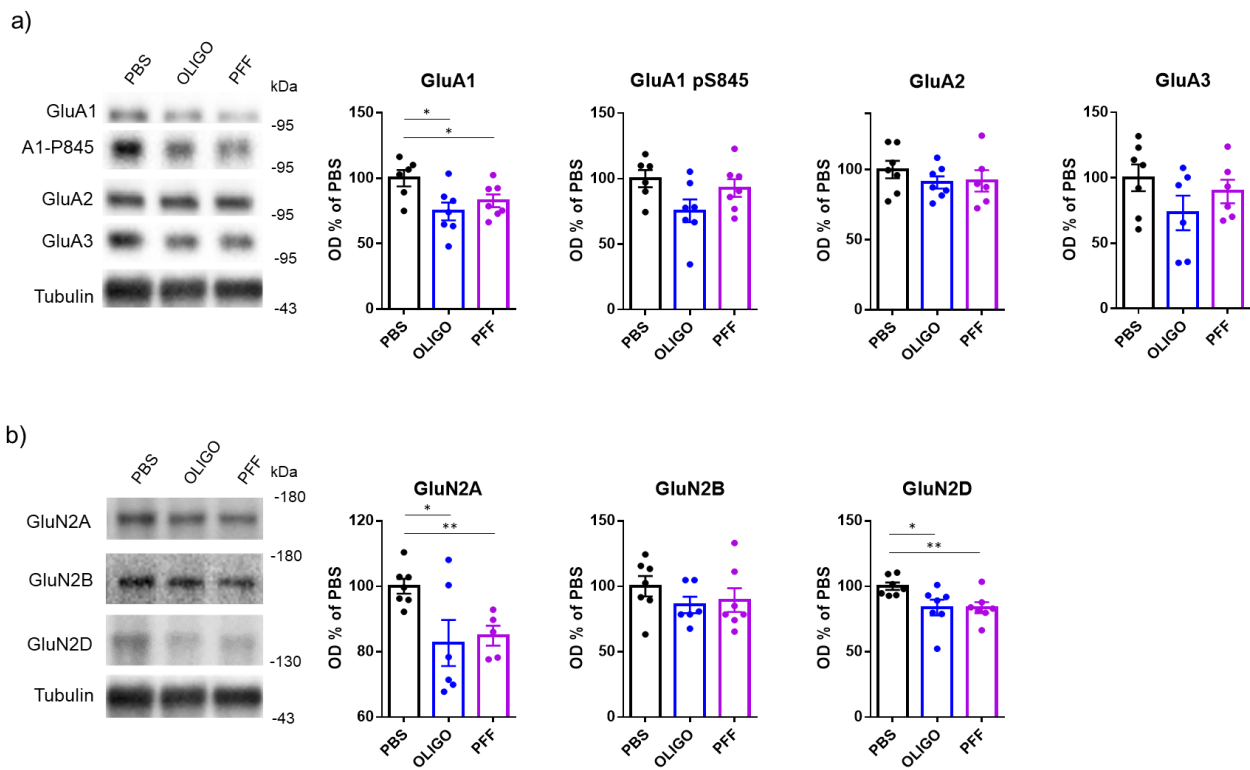 a)
PBS OLIGO PFF
kDa
GluA1
-95
A1-P845
-95
GluA2
-95
GluA3
-95
Tubulin
-43
GluA1
OD % of PBS
150
100
50
0
* *
PBS OLIGO PFF
GluA1 pS845
OD % of PBS
150
100
50
0
PBS OLIGO PFF
GluA2
OD % of PBS
100
50
0
PBS OLIGO PFF
GluA3
OD % of PBS
150
100
50
0
PBS OLIGO PFF
b)
PBS OLIGO PFF
kDa
-180
GluN2A
-180
GluN2B
GluN2D
-130
Tubulin
-43
GluN2A
OD % of PBS
120
100
80
60
* **
PBS OLIGO PFF
GluN2B
OD % of PBS
150
100
50
0
PBS OLIGO PFF
GluN2D
OD % of PBS
150
100
50
0
* **
PBS OLIGO PFF